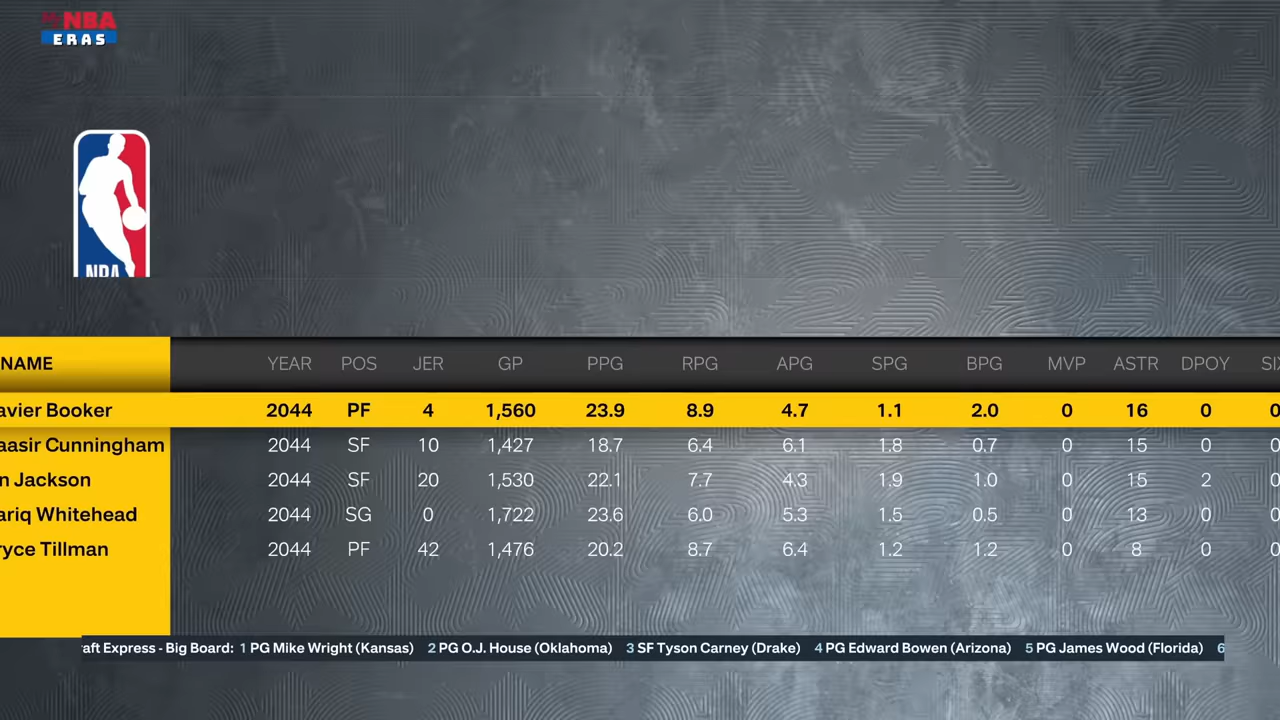 MyNBA
ERAS
NBA
NAME YEAR POS JER GP PPG RPG APG SPG BPG MVP ASTR DPOY SI
avier Booker 2044 PF 4 1,560 23.9 8.9 4.7 1.1 2.0 0 16 0 0
aasir Cunningham 2044 SF 10 1,427 18.7 6.4 6.1 1.8 0.7 0 15 0 0
n Jackson 2044 SF 20 1,530 22.1 7.7 4.3 1.9 1.0 0 15 2 0
ariq Whitehead 2044 SG 0 1,722 23.6 6.0 5.3 1.5 0.5 0 13 0 0
ryce Tillman 2044 PF 42 1,476 20.2 8.7 6.4 1.2 1.2 0 8 0 0
aft Express - Big Board: 1 PG Mike Wright (Kansas) 2 PG O.J. House (Oklahoma) 3 SF Tyson Carney (Drake) 4 PG Edward Bowen (Arizona) 5 PG James Wood (Florida) 6